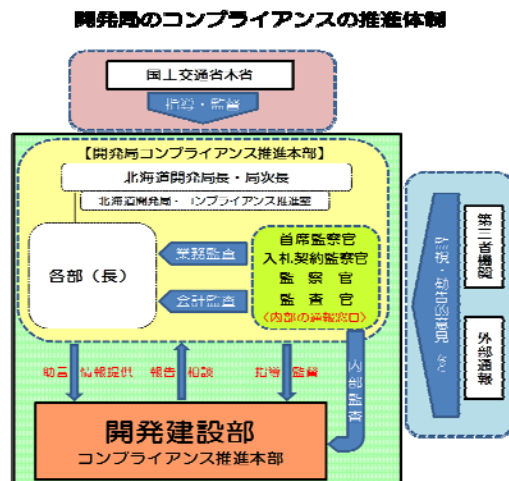 開発局のコンプライアンスの推進体制
国土交通省本省
指導・監督
【開発局コンプライアンス推進本部】
北海道開発局長・局次長
北海道開発局・コンプライアンス推進室
各部（長）
業務監査
会計監査
首席監察官
入札契約監察官
監察官
監査官
〈内部の通報窓口〉
第三者機関
外部通報
助言 情報提供
報告 相談
指導 監督
内部監査
開発建設部
コンプライアンス推進本部